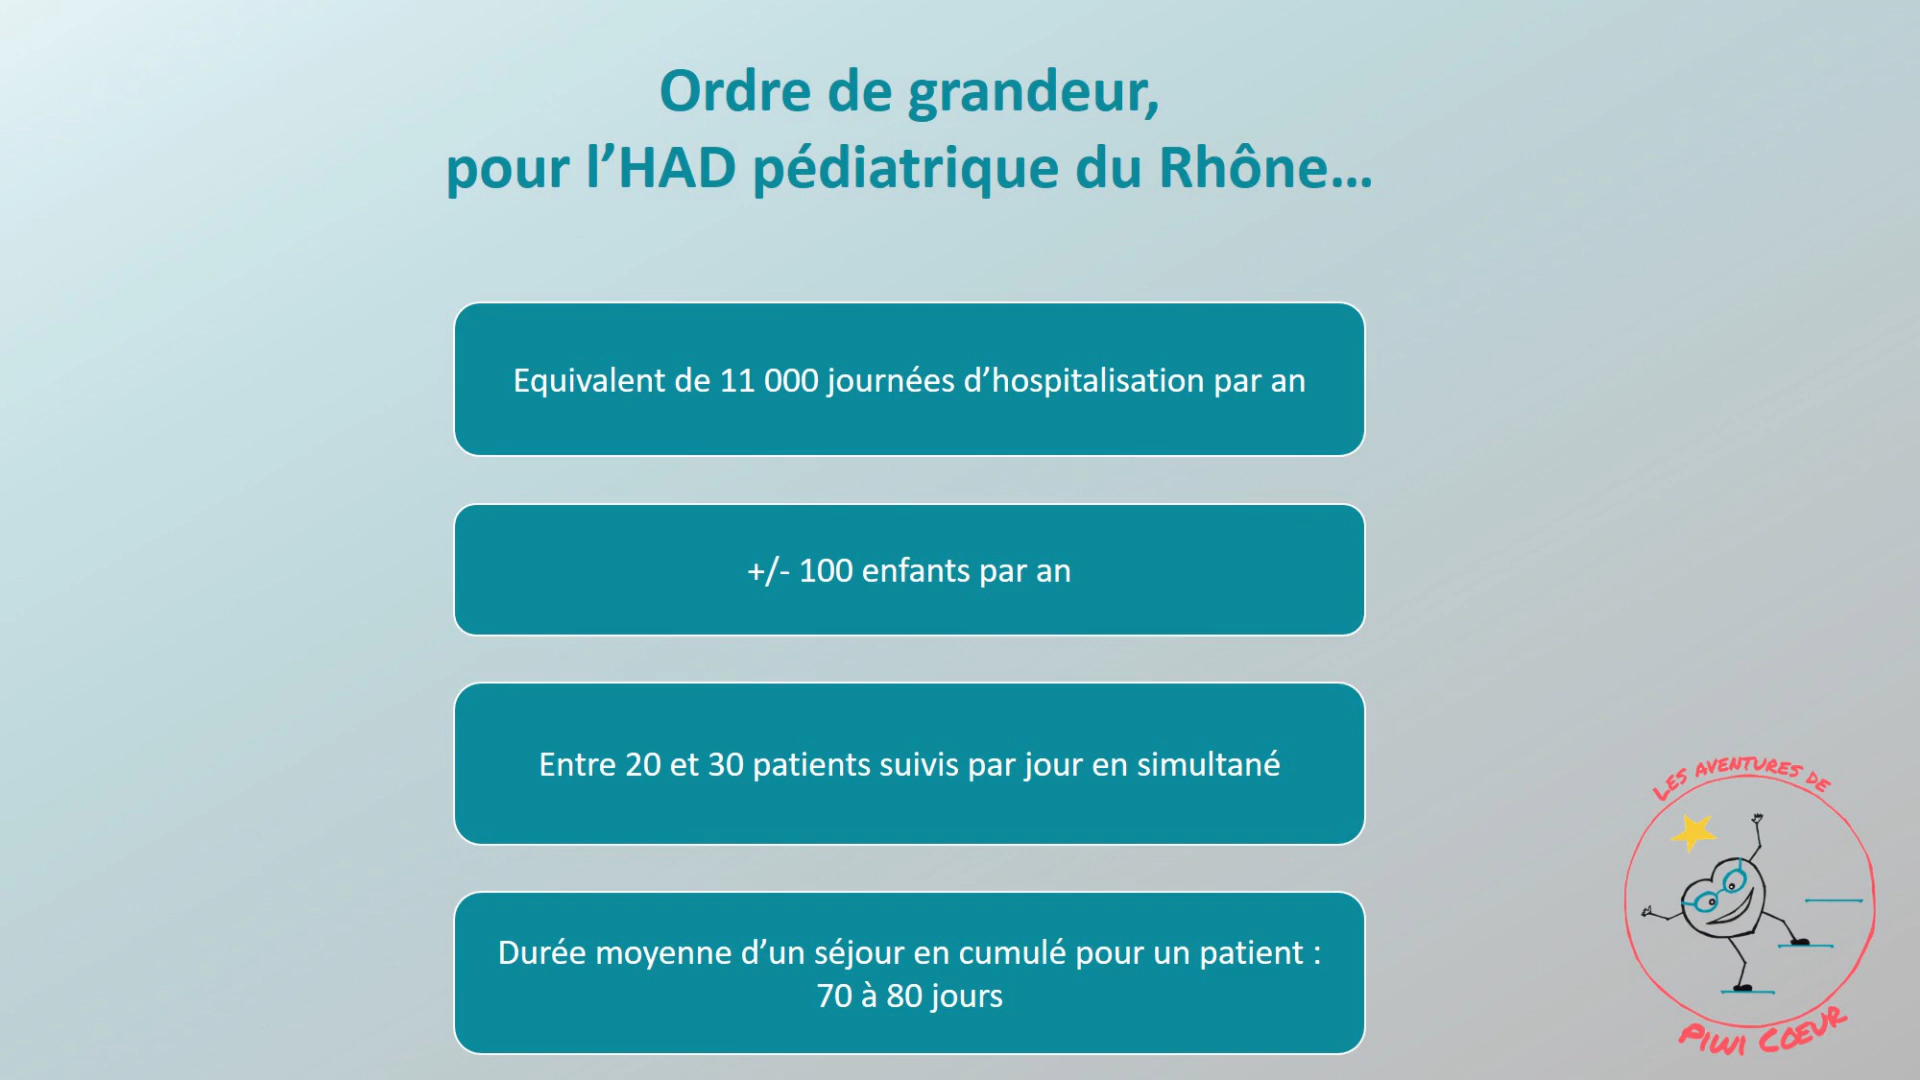 Ordre de grandeur,
pour l’HAD pédiatrique du Rhône...
Equivalent de 11 000 journées d’hospitalisation par an
+/- 100 enfants par an
Entre 20 et 30 patients suivis par jour en simultané
Durée moyenne d’un séjour en cumulé pour un patient :
70 à 80 jours
LES AVENTURES DE
PIWI COEUR